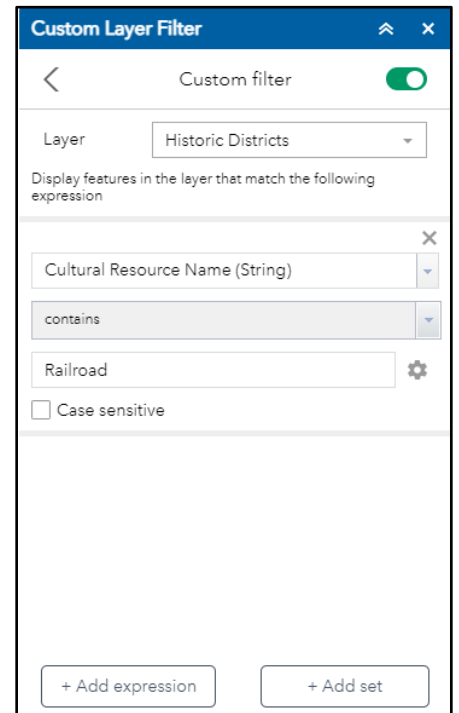 Custom Layer Filter
Custom filter
Layer
Historic Districts
Display features in the layer that match the following
expression
Cultural Resource Name (String)
contains
Railroad
Case sensitive
+ Add expression
+ Add set